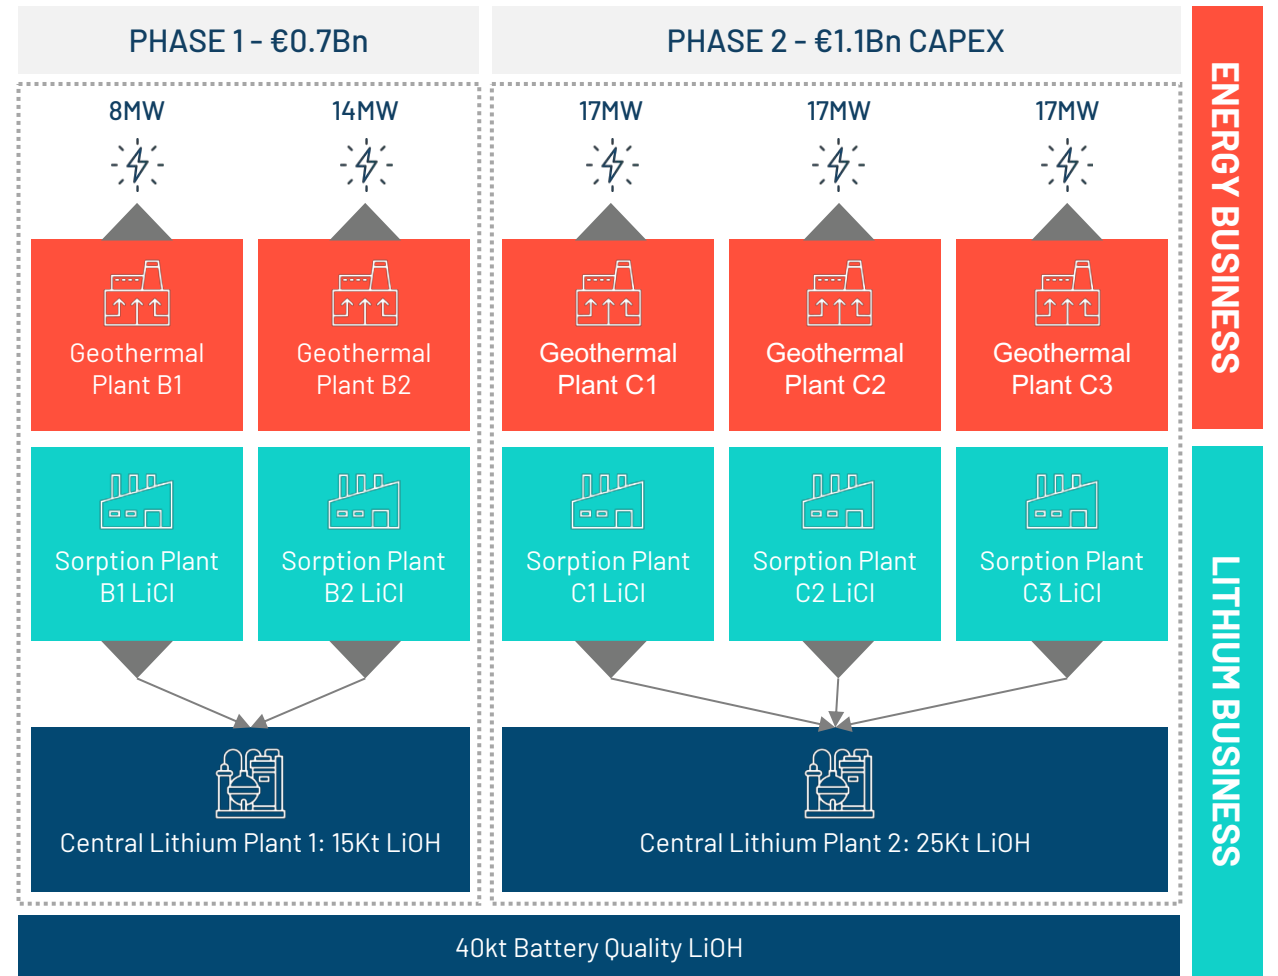 PHASE 1 - €0.7Bn
PHASE 2 - €1.1Bn CAPEX
8MW
14MW
17MW
17MW
17MW
Geothermal
Plant B1
Geothermal
Plant B2
Geothermal
Plant C1
Geothermal
Plant C2
Geothermal
Plant C3
ENERGY BUSINESS
Sorption Plant
B1 LiCl
Sorption Plant
B2 LiCl
Sorption Plant
C1 LiCl
Sorption Plant
C2 LiCl
Sorption Plant
C3 LiCl
LITHIUM BUSINESS
Central Lithium Plant 1: 15Kt LiOH
Central Lithium Plant 2: 25Kt LiOH
40kt Battery Quality LiOH